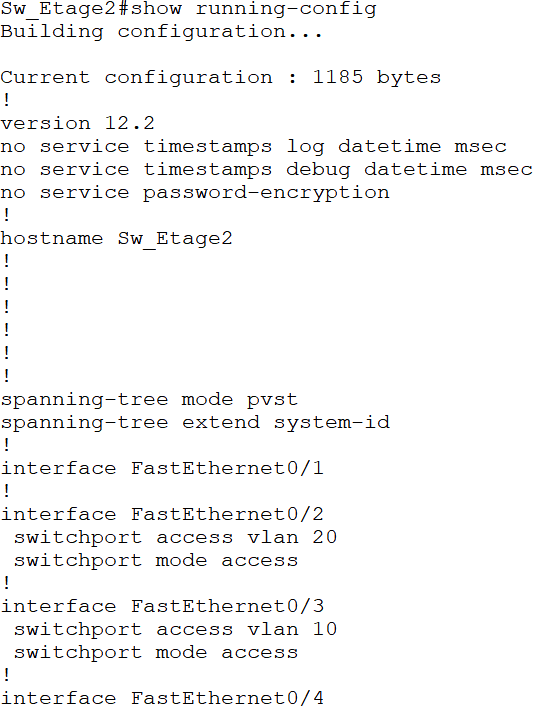 Sw_Etage2#show running-config
Building configuration...
Current configuration : 1185 bytes
!
version 12.2
no service timestamps log datetime msec
no service timestamps debug datetime msec
no service password-encryption
!
hostname Sw_Etage2
!
!
!
!
!
!
spanning-tree mode pvst
spanning-tree extend system-id
!
interface FastEthernet0/1
!
interface FastEthernet0/2
 switchport access vlan 20
 switchport mode access
!
interface FastEthernet0/3
 switchport access vlan 10
 switchport mode access
!
interface FastEthernet0/4